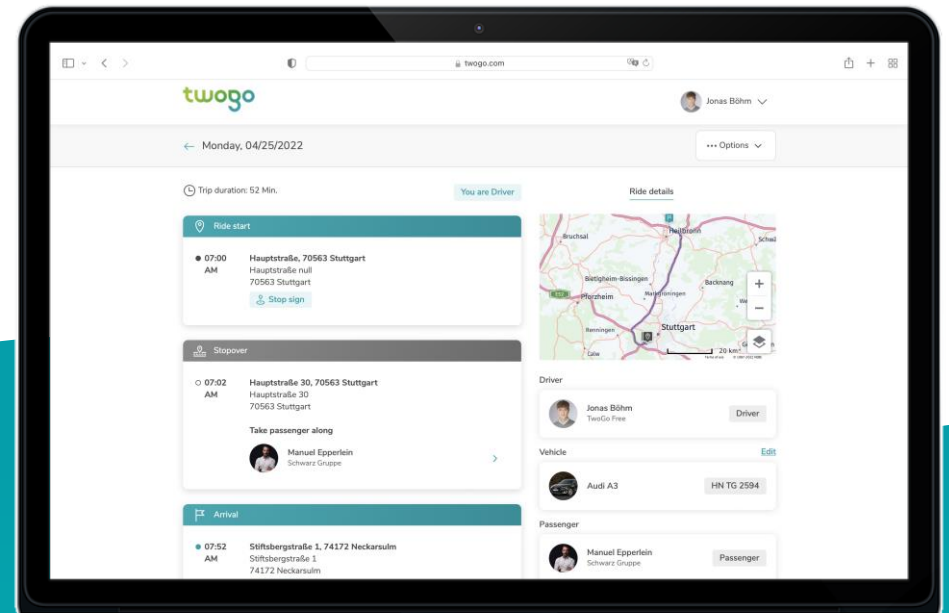 twogo.com
twogo
Jonas Böhm
← Monday, 04/25/2022
••• Options
Trip duration: 52 Min.
You are Driver
Ride start
07:00
AM
Hauptstraße, 70563 Stuttgart
Hauptstraße null
70563 Stuttgart
Stop sign
Stopover
07:02
AM
Hauptstraße 30, 70563 Stuttgart
Hauptstraße 30
70563 Stuttgart
Take passenger along
Manuel Epperlein
Schwarz Gruppe
Arrival
07:52
AM
Stiftsbergstraße 1, 74172 Neckarsulm
Stiftsbergstraße 1
74172 Neckarsulm
Ride details
Bruchsal
Heilbronn
Bietigheim-Bissingen
Backnang
Pforzheim
Markgröningen
Renningen
Stuttgart
Calw
20 km
+
−
Driver
Jonas Böhm
TwoGo Free
Driver
Vehicle
Edit
Audi A3
HN TG 2594
Passenger
Manuel Epperlein
Schwarz Gruppe
Passenger